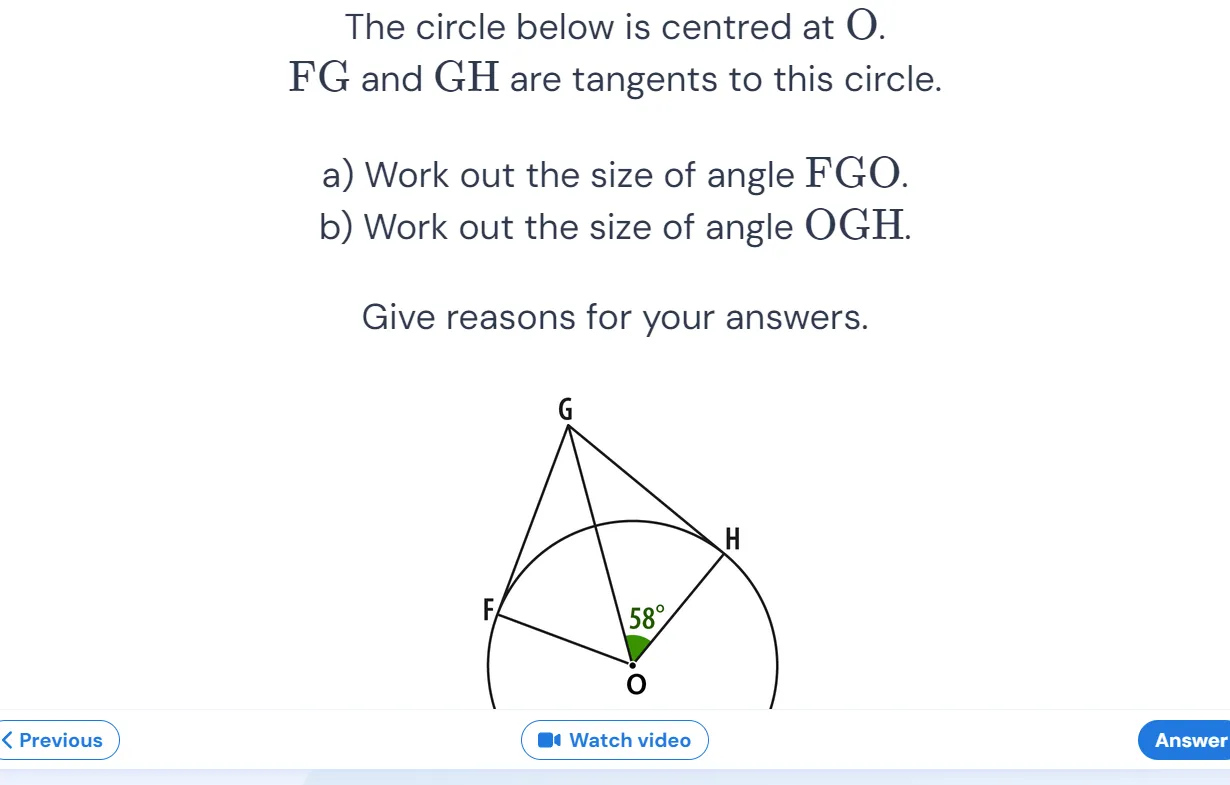 The circle below is centred at O.
FG and GH are tangents to this circle.
a) Work out the size of angle FGO.
b) Work out the size of angle OGH.
Give reasons for your answers.
G
H
F
58°
O
Previous
Watch video
Answer